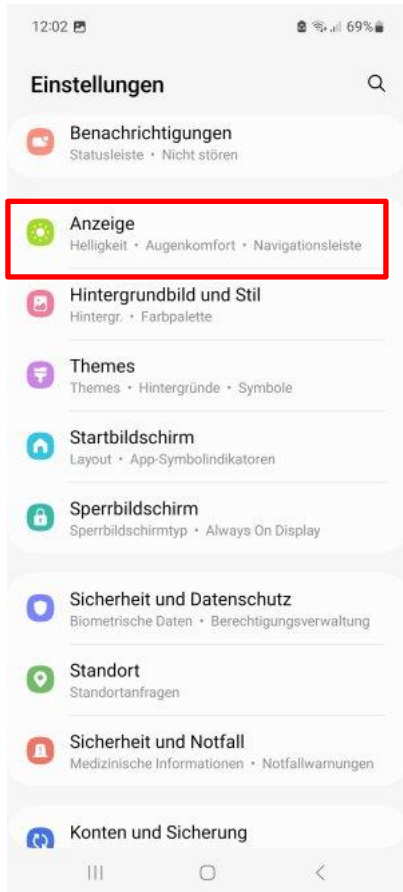 12:02 69%
Einstellungen
Benachrichtigungen
Statusleiste • Nicht stören
Anzeige
Helligkeit • Augenkomfort • Navigationsleiste
Hintergrundbild und Stil
Hintergr. • Farbpalette
Themes
Themes • Hintergründe • Symbole
Startbildschirm
Layout • App-Symbolindikatoren
Sperrbildschirm
Sperrbildschirmtyp • Always On Display
Sicherheit und Datenschutz
Biometrische Daten • Berechtigungsverwaltung
Standort
Standortanfragen
Sicherheit und Notfall
Medizinische Informationen • Notfallwarnungen
Konten und Sicherung